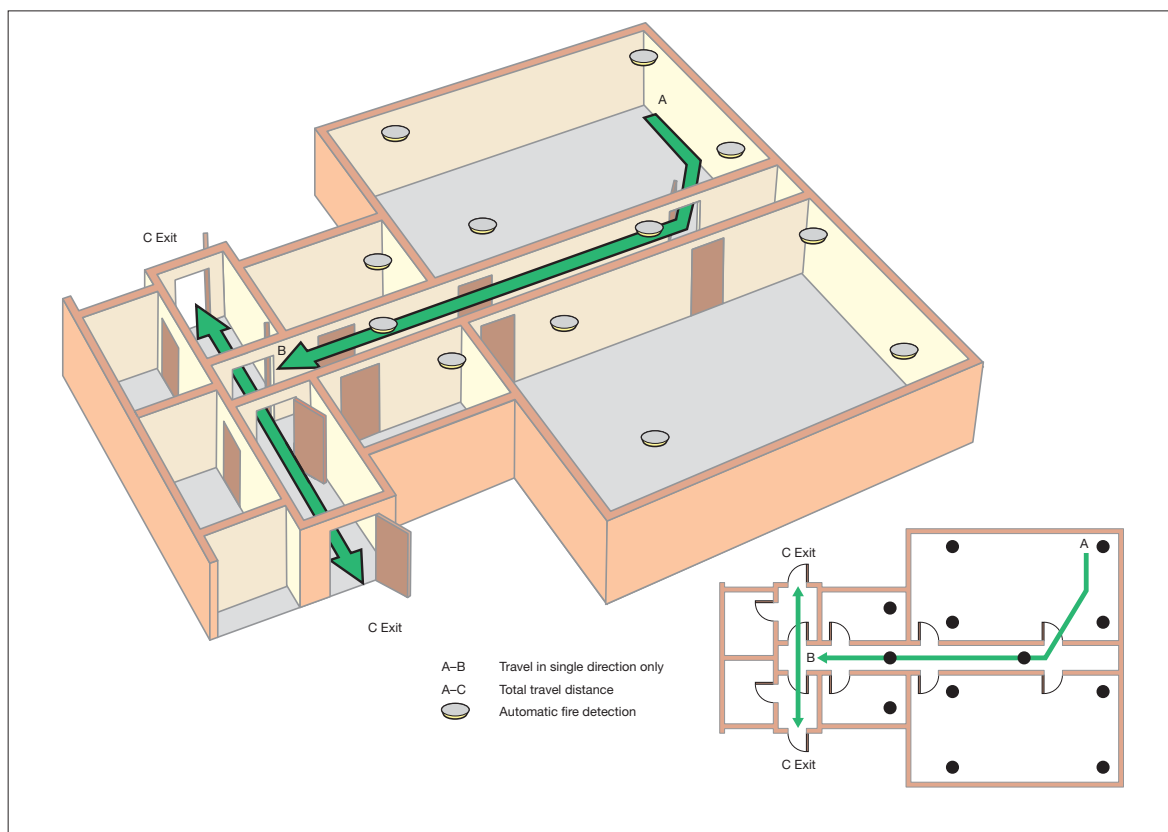 A
C Exit
B
C Exit
A–B Travel in single direction only
A–C Total travel distance
Automatic fire detection
C Exit
A
B
C Exit